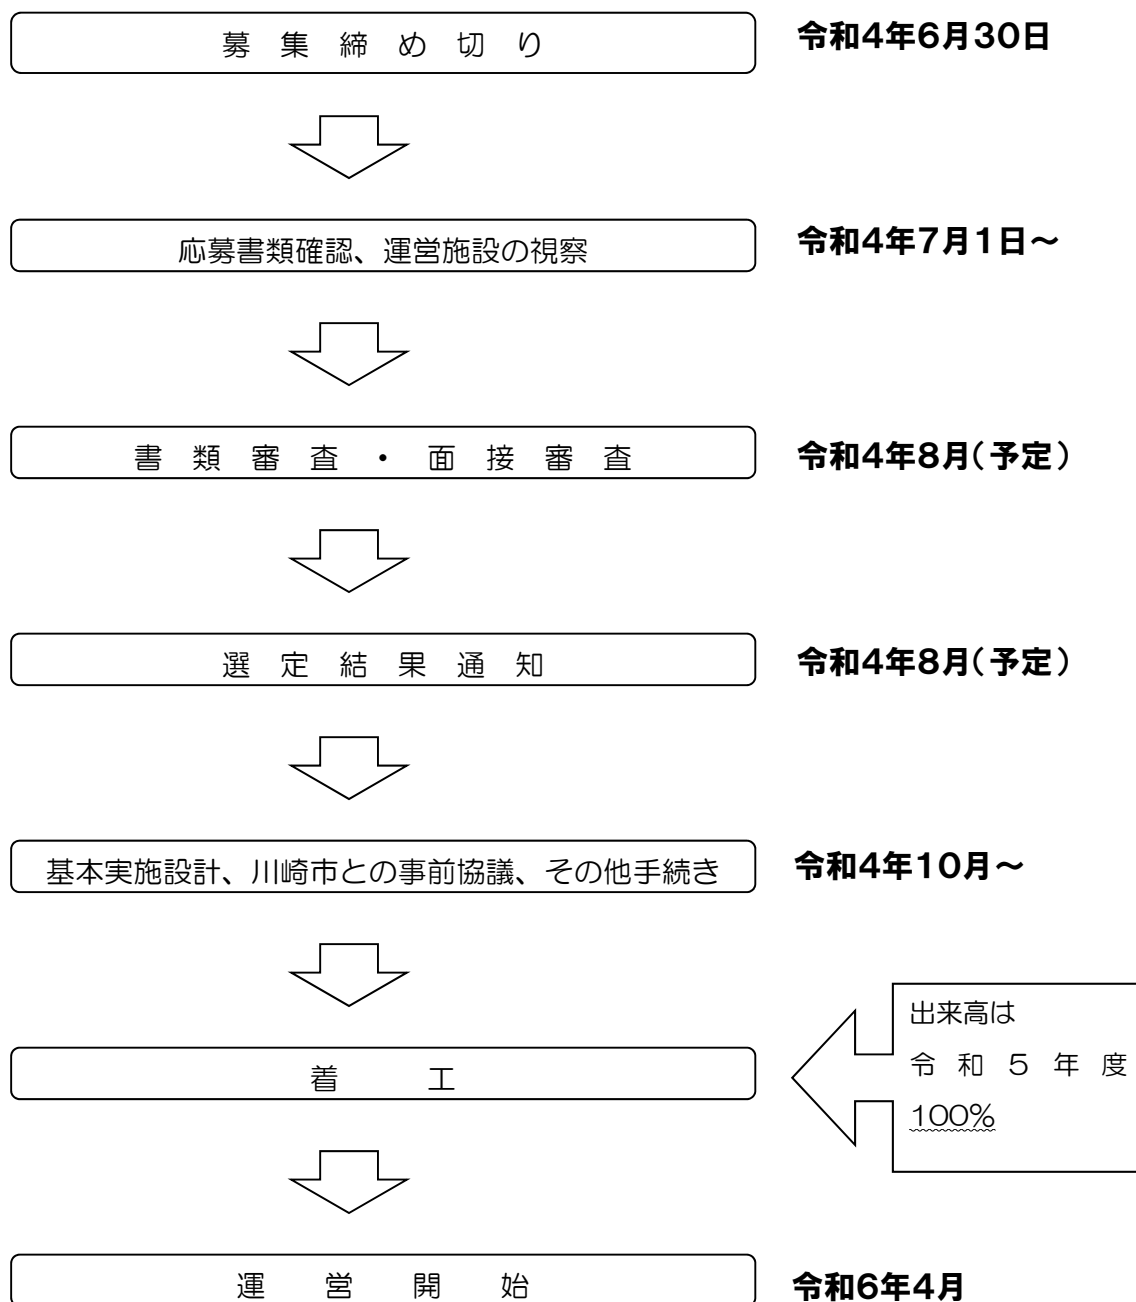 募集締め切り
令和4年6月30日
応募書類確認、運営施設の視察
令和4年7月1日～
書類審査・面接審査
令和4年8月(予定)
選定結果通知
令和4年8月(予定)
基本実施設計、川崎市との事前協議、その他手続き
令和4年10月～
出来高は
令和5年度
100%
着工
運営開始
令和6年4月